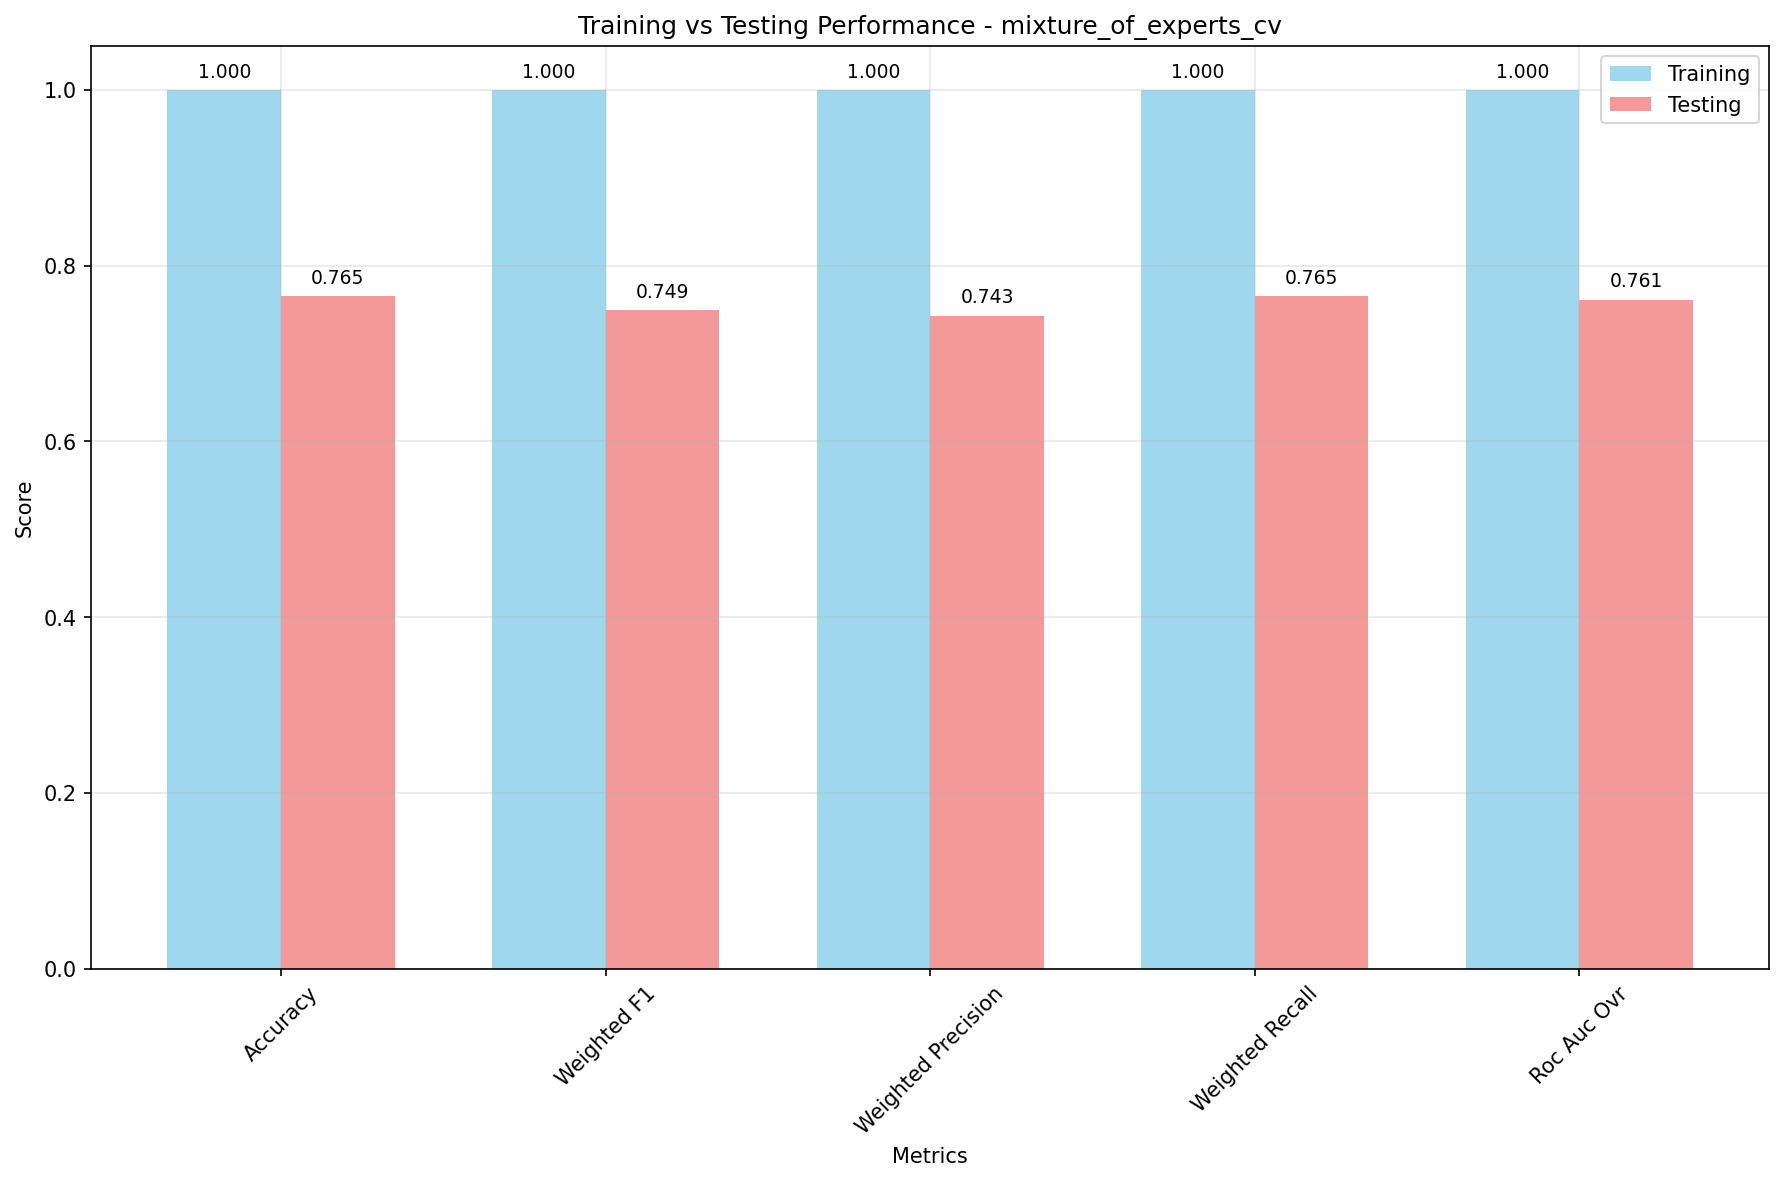 Training vs Testing Performance - mixture_of_experts_cv
1.000
1.000
1.000
1.000
1.000
Training
Testing
0.765
0.749
0.743
0.765
0.761
1.0
0.8
0.6
0.4
0.2
0.0
Score
Accuracy
Weighted F1
Weighted Precision
Weighted Recall
Roc Auc Ovr
Metrics